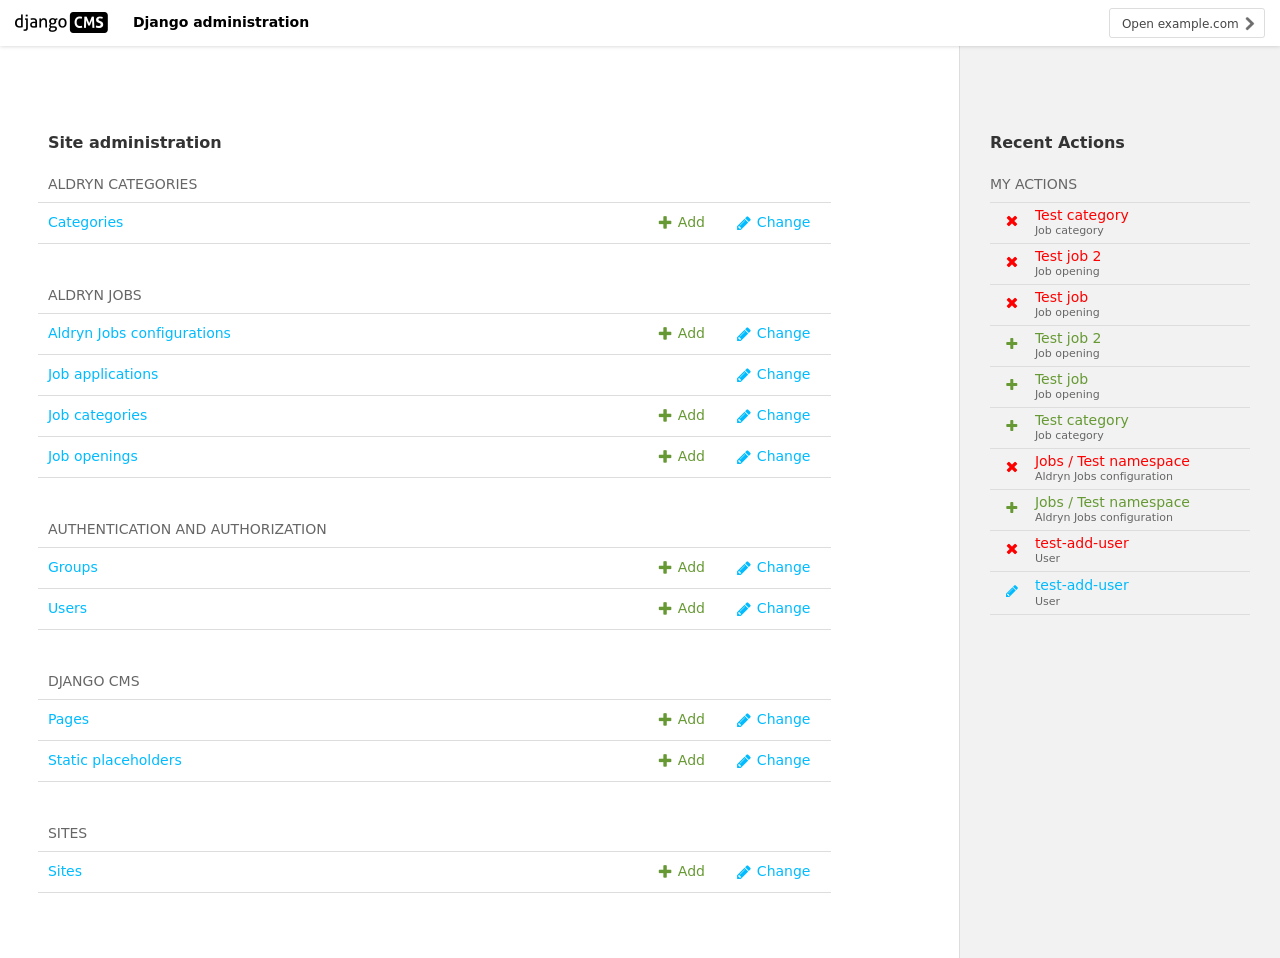 django CMS
Django administration
Open example.com
Site administration
ALDRYN CATEGORIES
Categories Add Change
ALDRYN JOBS
Aldryn Jobs configurations Add Change
Job applications Change
Job categories Add Change
Job openings Add Change
AUTHENTICATION AND AUTHORIZATION
Groups Add Change
Users Add Change
DJANGO CMS
Pages Add Change
Static placeholders Add Change
SITES
Sites Add Change
Recent Actions
MY ACTIONS
Test category
Job category
Test job 2
Job opening
Test job
Job opening
Test job 2
Job opening
Test job
Job opening
Test category
Job category
Jobs / Test namespace
Aldryn Jobs configuration
Jobs / Test namespace
Aldryn Jobs configuration
test-add-user
User
test-add-user
User